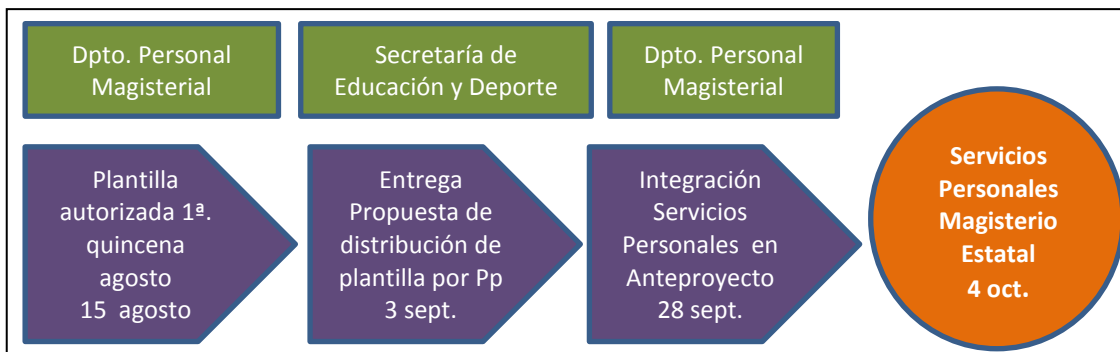 Dpto. Personal
Magisterial
Secretaría de
Educación y Deporte
Dpto. Personal
Magisterial
Plantilla
autorizada 1ª.
quincena
agosto
15 agosto
Entrega
Propuesta de
distribución de
plantilla por Pp
3 sept.
Integración
Servicios
Personales en
Anteproyecto
28 sept.
Servicios
Personales
Magisterio
Estatal
4 oct.